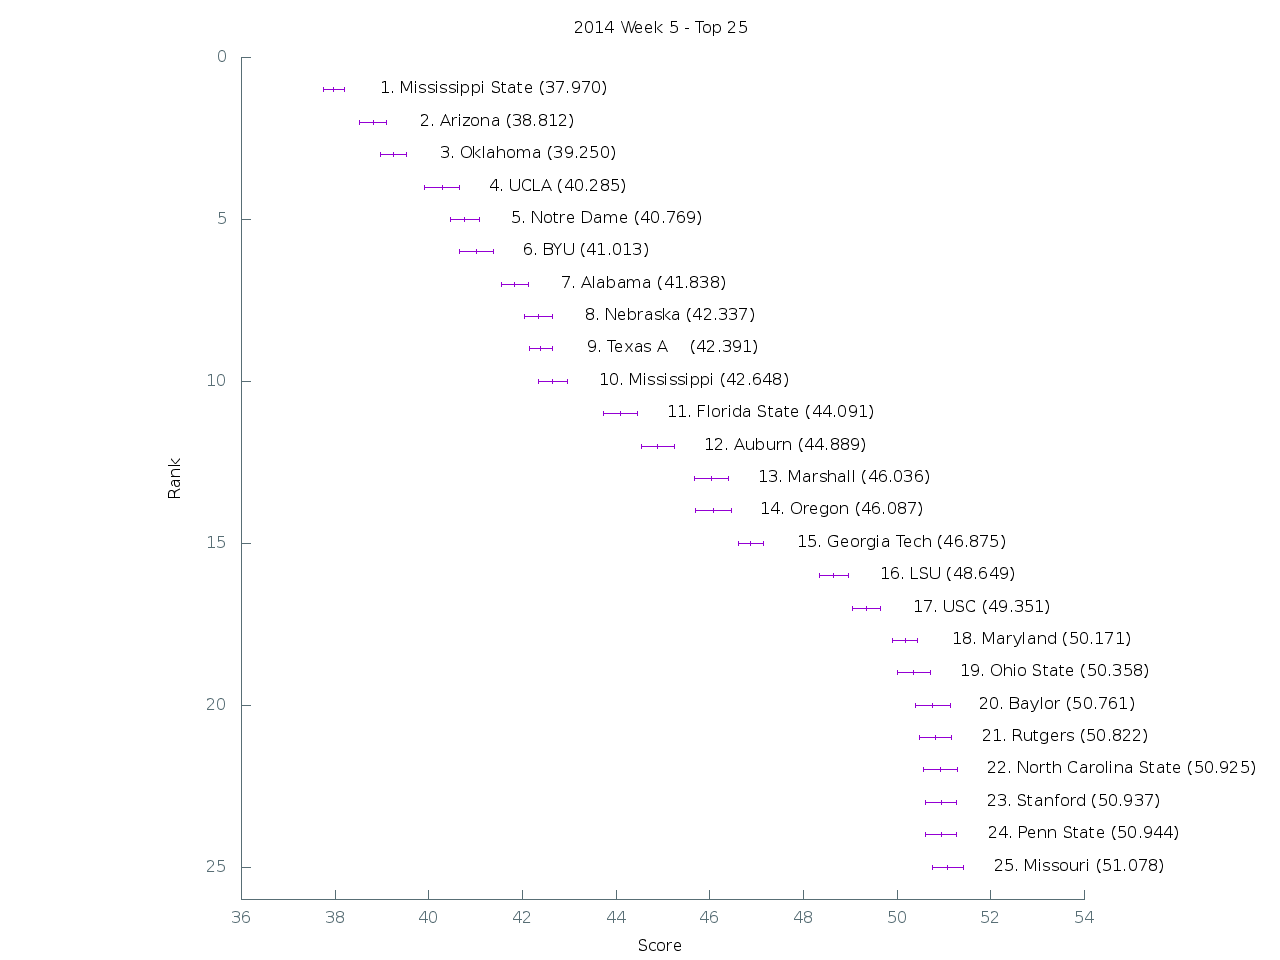 2014 Week 5 - Top 25
0
1. Mississippi State (37.970)
2. Arizona (38.812)
3. Oklahoma (39.250)
4. UCLA (40.285)
5
5. Notre Dame (40.769)
6. BYU (41.013)
7. Alabama (41.838)
8. Nebraska (42.337)
9. Texas A (42.391)
10
10. Mississippi (42.648)
11. Florida State (44.091)
12. Auburn (44.889)
13. Marshall (46.036)
Rank
14. Oregon (46.087)
15
15. Georgia Tech (46.875)
16. LSU (48.649)
17. USC (49.351)
18. Maryland (50.171)
19. Ohio State (50.358)
20
20. Baylor (50.761)
21. Rutgers (50.822)
22. North Carolina State (50.925)
23. Stanford (50.937)
24. Penn State (50.944)
25
25. Missouri (51.078)
36 38 40 42 44 46 48 50 52 54
Score